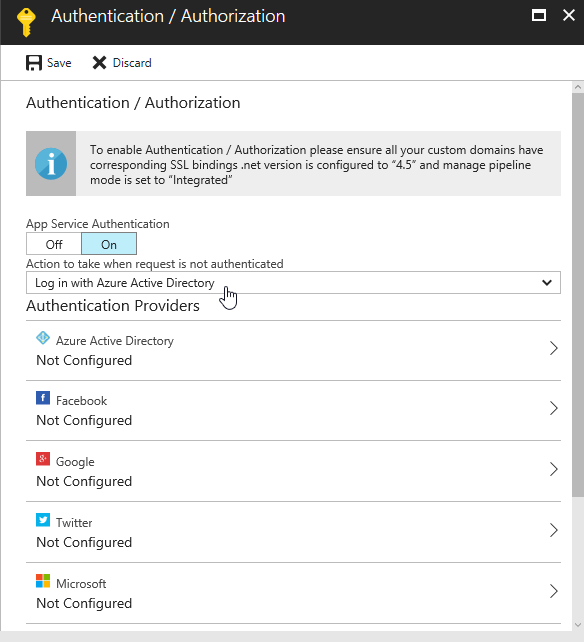 Authentication / Authorization
Save
Discard
Authentication / Authorization
To enable Authentication / Authorization please ensure all your custom domains have
corresponding SSL bindings .net version is configured to "4.5" and manage pipeline
mode is set to "Integrated"
App Service Authentication
Off
On
Action to take when request is not authenticated
Log in with Azure Active Directory
Authentication Providers
Azure Active Directory
Not Configured
Facebook
Not Configured
Google
Not Configured
Twitter
Not Configured
Microsoft
Not Configured